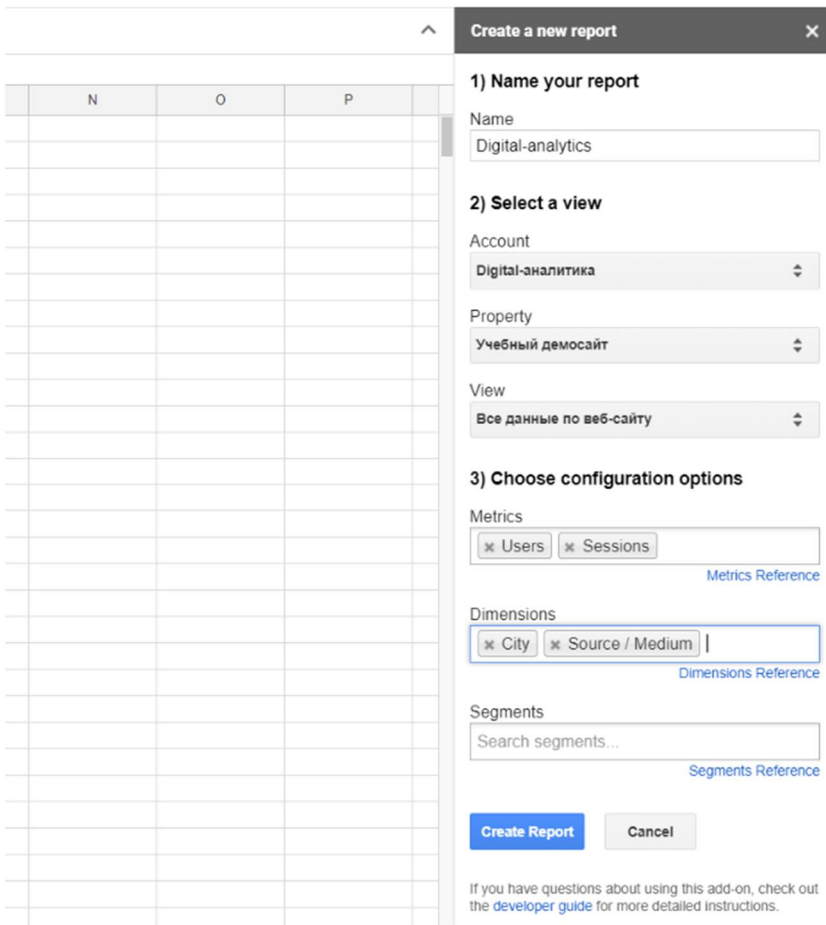 Create a new report
N O P
1) Name your report
Name
Digital-analytics
2) Select a view
Account
Digital-аналитика
Property
Учебный демосайт
View
Все данные по веб-сайту
3) Choose configuration options
Metrics
Users Sessions
Metrics Reference
Dimensions
City Source / Medium
Dimensions Reference
Segments
Search segments...
Segments Reference
Create Report Cancel
If you have questions about using this add-on, check out
the developer guide for more detailed instructions.